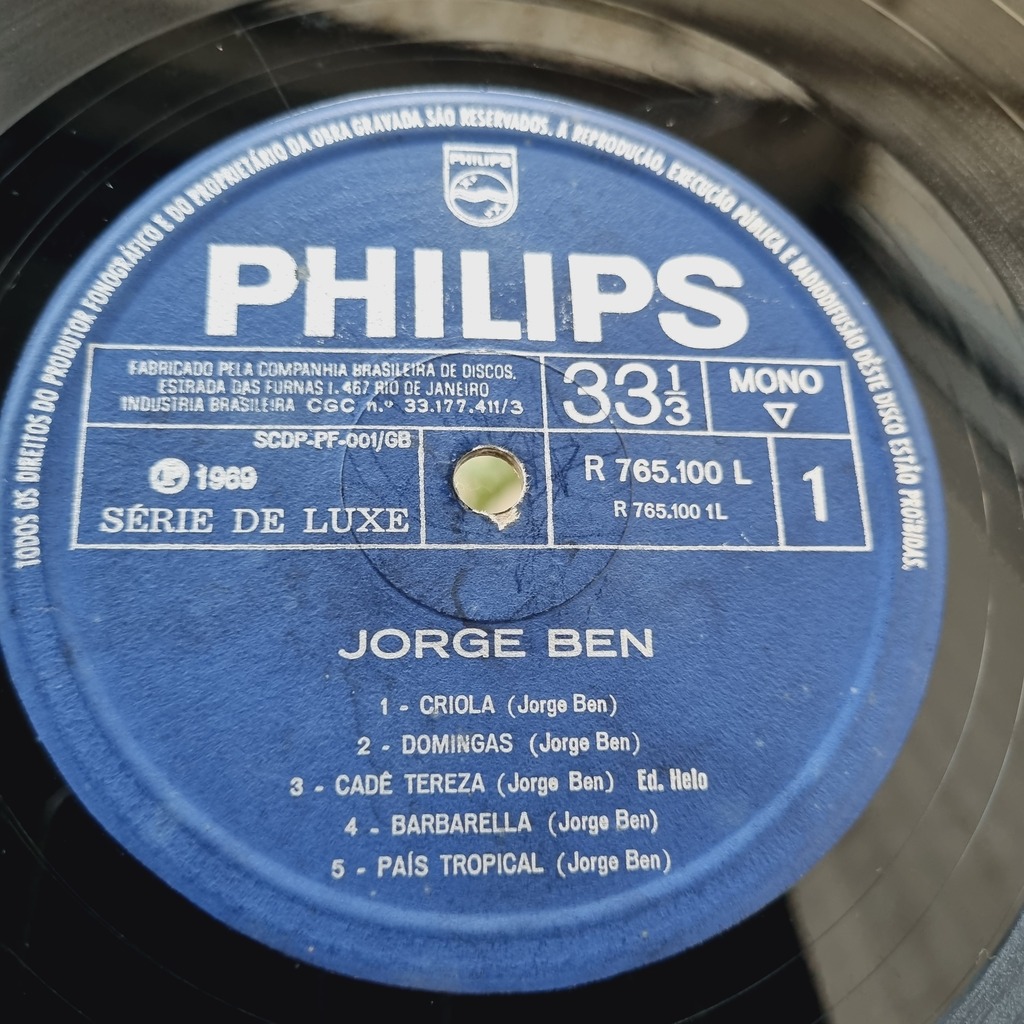 TODOS OS DIREITOS DO PRODUTOR FONOGRÁFICO E DO PROPRIETÁRIO DA OBRA GRAVADA SÃO RESERVADOS. A REPRODUÇÃO, EXECUÇÃO PÚBLICA E RADIODIFUSÃO DÊSTE DISCO ESTÃO PROIBIDAS.
PHILIPS
PHILIPS
FABRICADO PELA COMPANHIA BRASILEIRA DE DISCOS.
ESTRADA DAS FURNAS 1.467 RIO DE JANEIRO
INDUSTRIA BRASILEIRA CGC n.º 33.177.411/3
33 1/3
MONO
SCDP-PF-001/GB
℗ 1969
SÉRIE DE LUXE
R 765.100 L
R 765.100 1L
1
JORGE BEN
1 - CRIOLA (Jorge Ben)
2 - DOMINGAS (Jorge Ben)
3 - CADÊ TEREZA (Jorge Ben) Ed. Helo
4 - BARBARELLA (Jorge Ben)
5 - PAÍS TROPICAL (Jorge Ben)